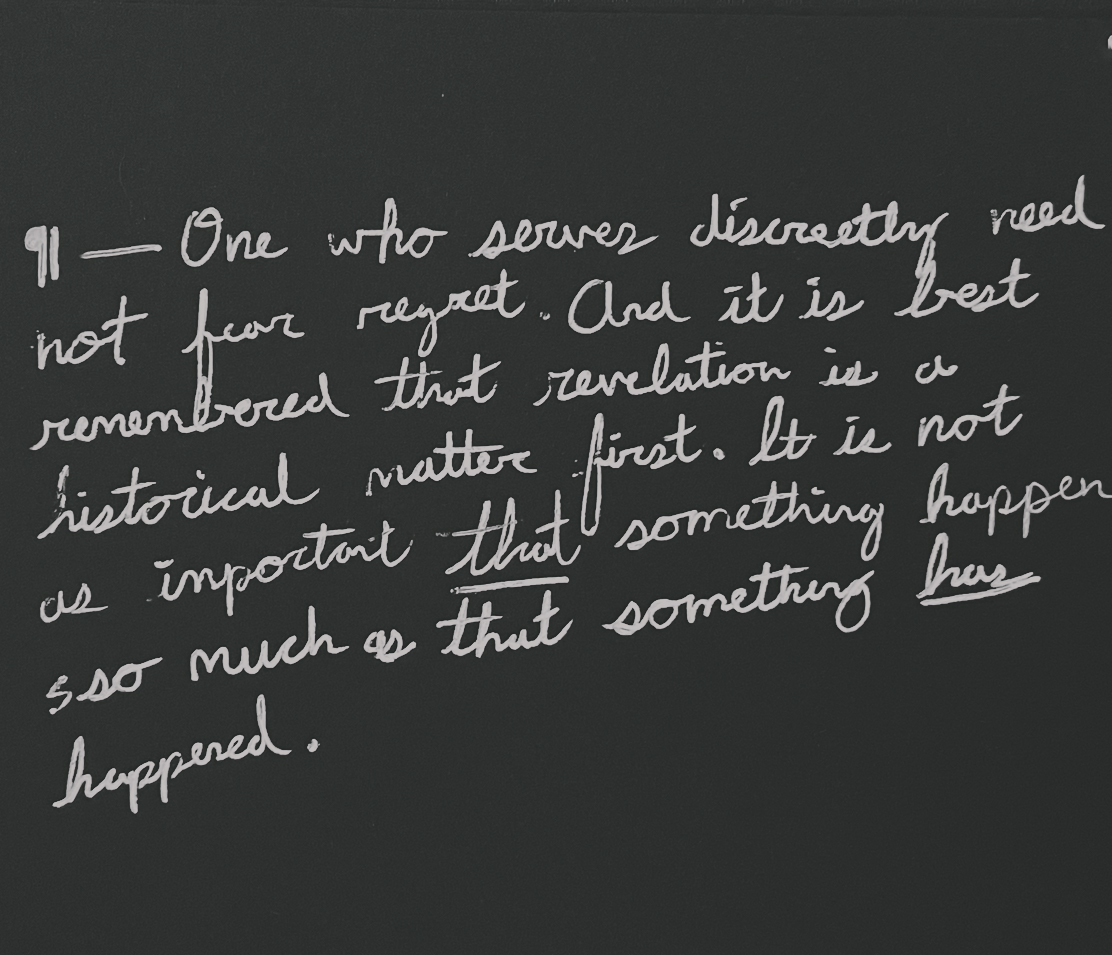 ¶ — One who serves discreetly need
not fear regret. And it is best
remembered that revelation is a
historical matter first. It is not
as important that something happen
sso much as that something has
happened.